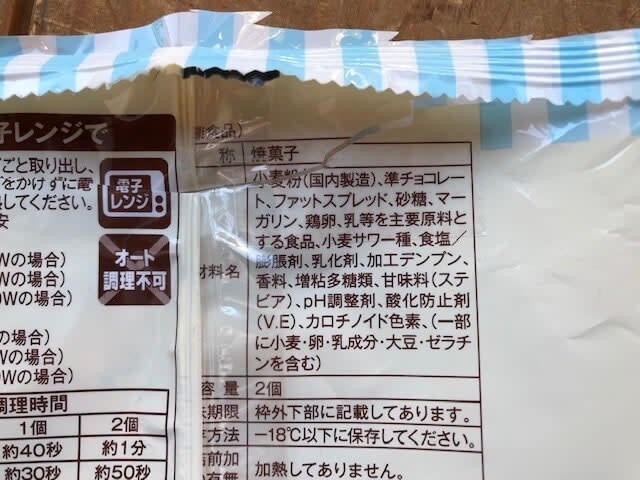 子レンジで
ごと取り出し、
をかけずに電
してください。
安
電子
レンジ
オート
調理不可
Wの場合)
Wの場合)
0Wの場合)
の場合)
Wの場合)
0Wの場合)
調理時間
1個 2個
約40秒 約1分
約30秒 約50秒
食品)
称 焼菓子
材料名
小麦粉(国内製造)、準チョコレー
ト、ファットスプレッド、砂糖、マー
ガリン、鶏卵、乳等を主要原料と
する食品、小麦サワー種、食塩/
膨脹剤、乳化剤、加工デンプン、
香料、増粘多糖類、甘味料(ステ
ビア)、pH調整剤、酸化防止剤
(V.E)、カロチノイド色素、(一部
に小麦・卵・乳成分・大豆・ゼラチ
ンを含む)
容量 2個
期限 枠外下部に記載してあります。
方法 -18℃以下に保存してください。
前加
有無 加熱してありません。